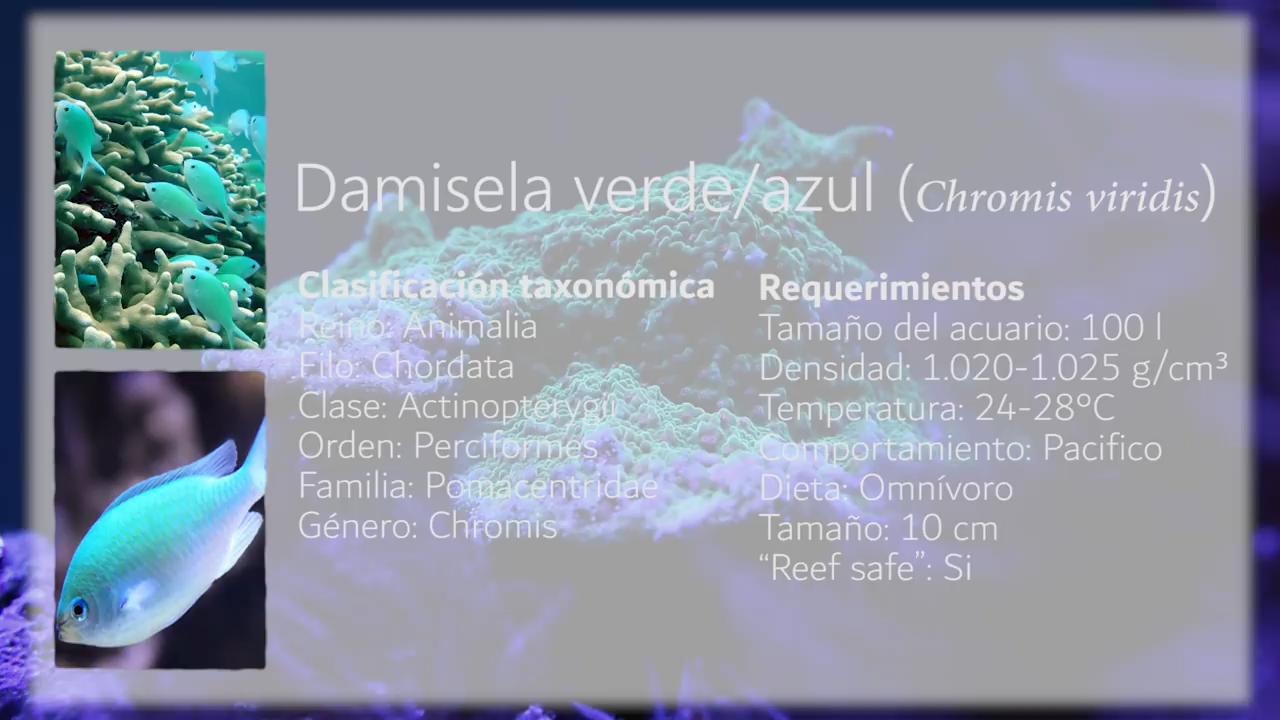 Damisela verde/azul (Chromis viridis)
Clasificación taxonómica
Reino: Animalia
Filo: Chordata
Clase: Actinopterygii
Orden: Perciformes
Familia: Pomacentridae
Género: Chromis
Requerimientos
Tamaño del acuario: 100 l
Densidad: 1.020-1.025 g/cm³
Temperatura: 24-28ºC
Comportamiento: Pacifico
Dieta: Omnívoro
Tamaño: 10 cm
“Reef safe”: Si